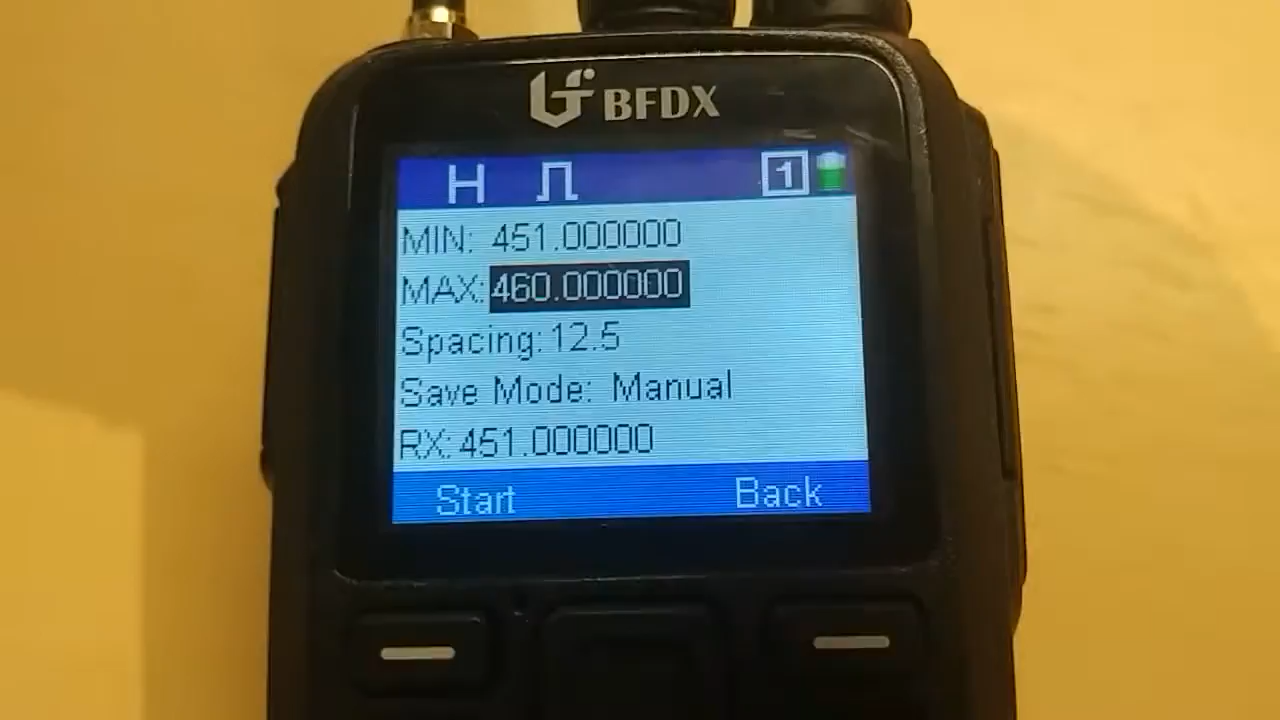 BFDX
H 1
MIN: 451.000000
MAX: 460.000000
Spacing: 12.5
Save Mode: Manual
RX: 451.000000
Start Back